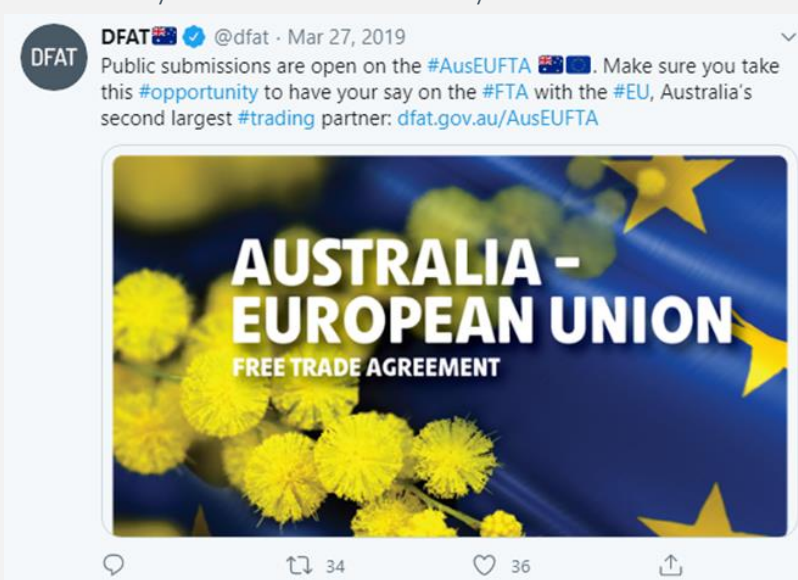 DFAT🇦🇺 @dfat · Mar 27, 2019
DFAT
Public submissions are open on the #AusEUFTA 🇦🇺🇪🇺. Make sure you take
this #opportunity to have your say on the #FTA with the #EU, Australia's
second largest #trading partner: dfat.gov.au/AusEUFTA
AUSTRALIA –
EUROPEAN UNION
FREE TRADE AGREEMENT
34 36